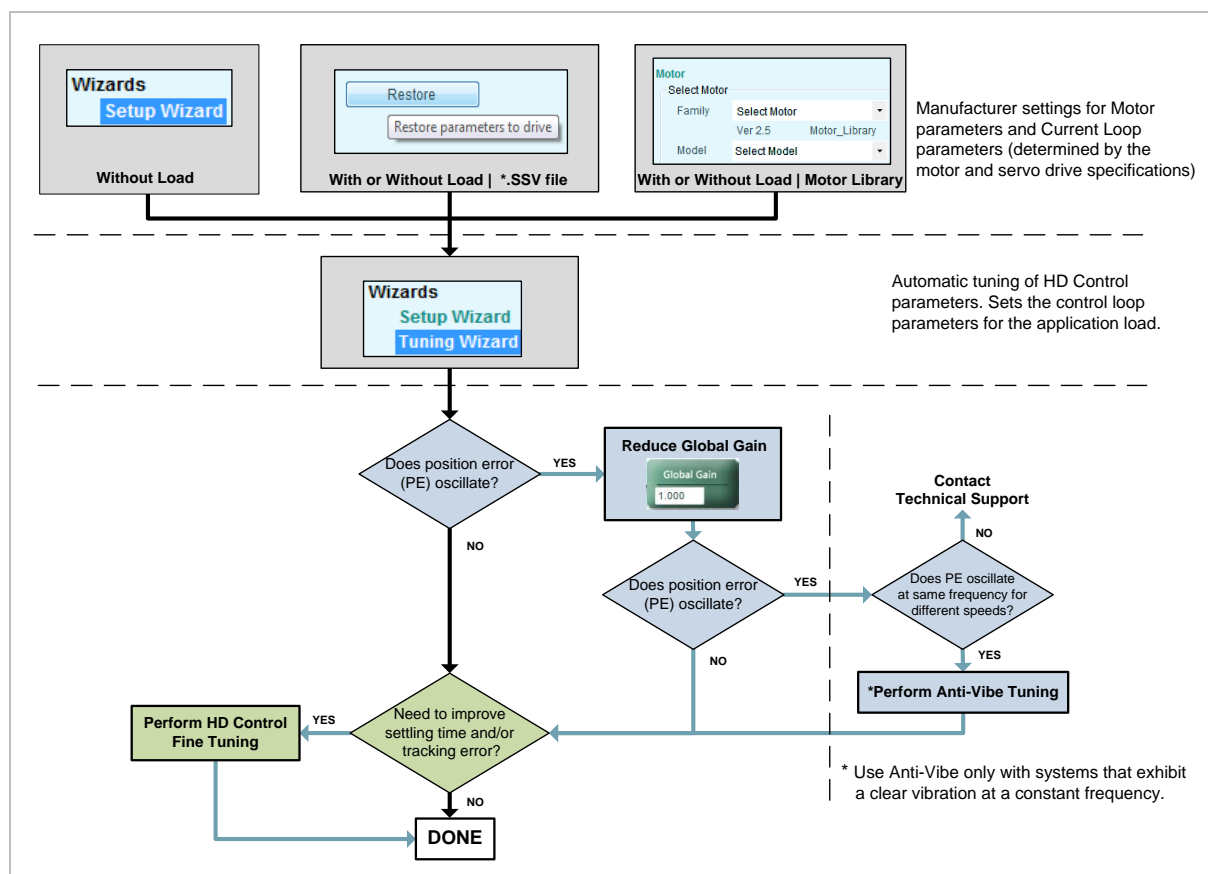 Wizards
Setup Wizard
Without Load
Restore
Restore parameters to drive
With or Without Load | *.SSV file
Motor
Select Motor
Family
Select Motor
Ver 2.5
Motor_Library
Model
Select Model
With or Without Load | Motor Library
Manufacturer settings for Motor
parameters and Current Loop
parameters (determined by the
motor and servo drive specifications)
Wizards
Setup Wizard
Tuning Wizard
Automatic tuning of HD Control
parameters. Sets the control loop
parameters for the application load.
Does position error
(PE) oscillate?
YES
NO
Reduce Global Gain
Global Gain
1.000
Does position error
(PE) oscillate?
YES
NO
Contact
Technical Support
NO
Does PE oscillate
at same frequency for
different speeds?
YES
*Perform Anti-Vibe Tuning
Need to improve
settling time and/or
tracking error?
YES
Perform HD Control
Fine Tuning
NO
DONE
* Use Anti-Vibe only with systems that exhibit
a clear vibration at a constant frequency.